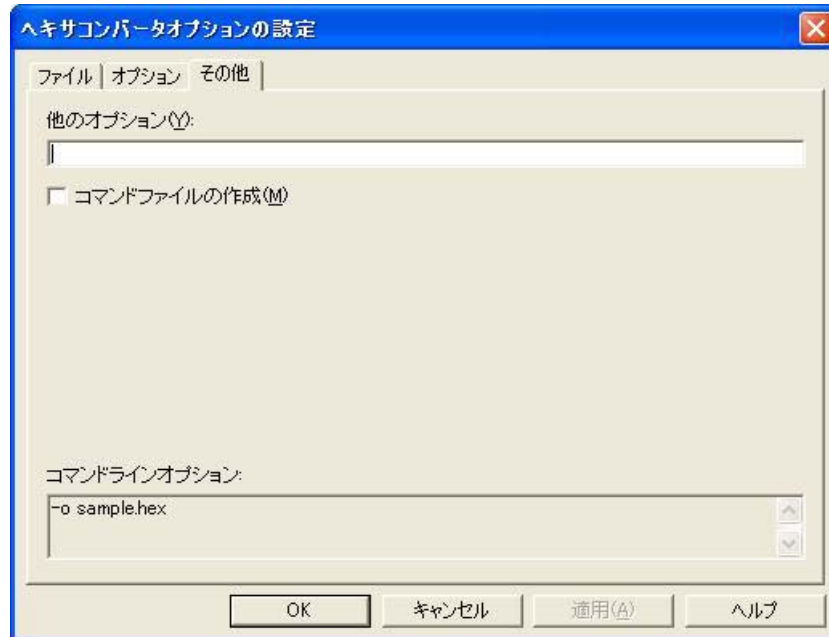 ヘキサコンバータオプションの設定
ファイル オプション その他
他のオプション(Y):
コマンドファイルの作成(M)
コマンドラインオプション:
-o sample.hex
OK キャンセル 適用(A) ヘルプ